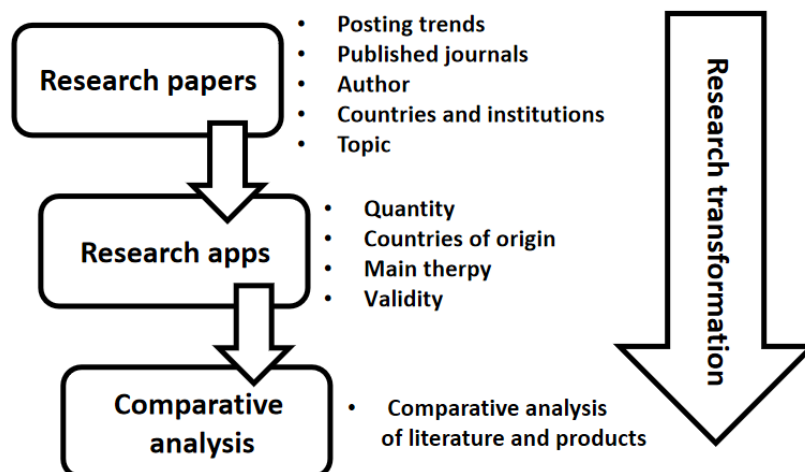 Research papers
• Posting trends
• Published journals
• Author
• Countries and institutions
• Topic
Research apps
• Quantity
• Countries of origin
• Main therpy
• Validity
Comparative
analysis
• Comparative analysis
of literature and products
Research transformation